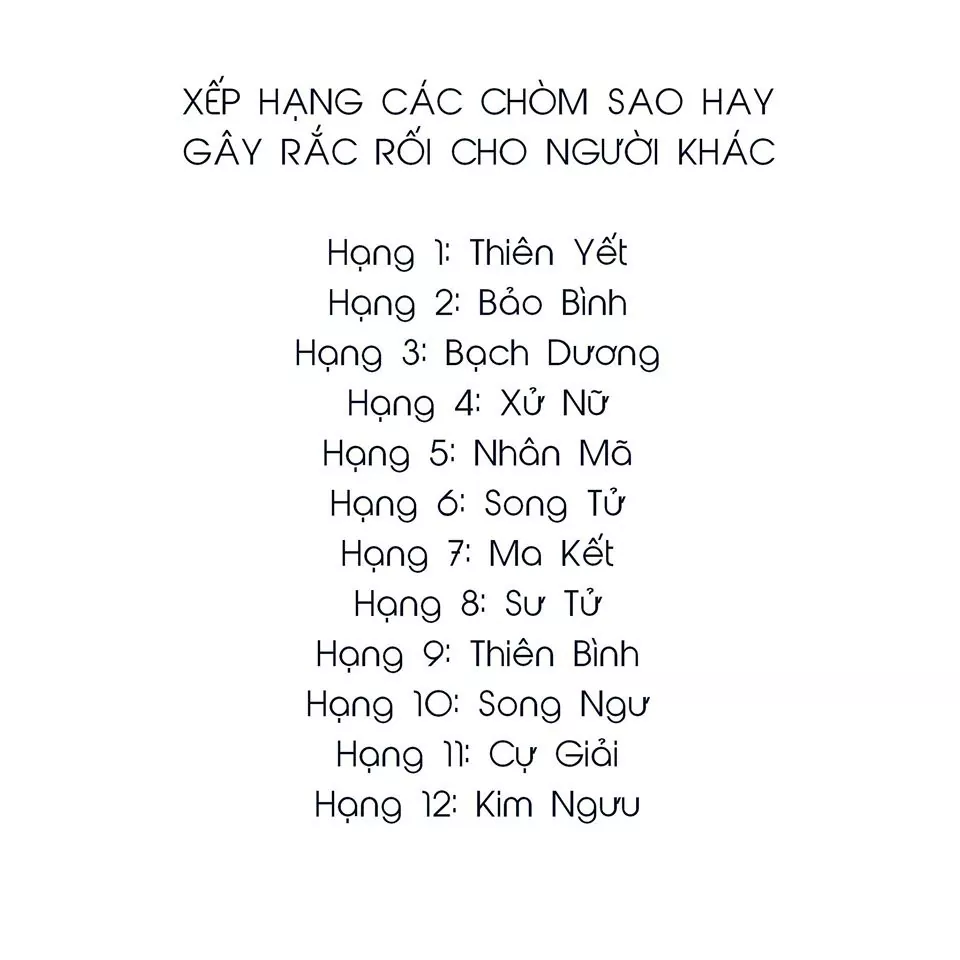 XẾP HẠNG CÁC CHÒM SAO HAY
GÂY RẮC RỐI CHO NGƯỜI KHÁC
Hạng 1: Thiên Yết
Hạng 2: Bảo Bình
Hạng 3: Bạch Dương
Hạng 4: Xử Nữ
Hạng 5: Nhân Mã
Hạng 6: Song Tử
Hạng 7: Ma Kết
Hạng 8: Sư Tử
Hạng 9: Thiên Bình
Hạng 10: Song Ngư
Hạng 11: Cự Giải
Hạng 12: Kim Ngưu